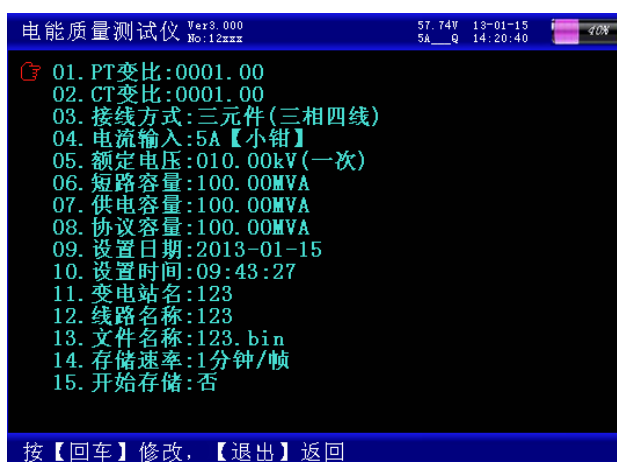 电能质量测试仪 Ver3.000 57.74V 13-01-15 40%
No:12xxx 5A__Q 14:20:40
01.PT变比:0001.00
02.CT变比:0001.00
03.接线方式:三元件(三相四线)
04.电流输入:5A【小钳】
05.额定电压:010.00kV(一次)
06.短路容量:100.00MVA
07.供电容量:100.00MVA
08.协议容量:100.00MVA
09.设置日期:2013-01-15
10.设置时间:09:43:27
11.变电站名:123
12.线路名称:123
13.文件名称:123.bin
14.存储速率:1分钟/帧
15.开始存储:否
按【回车】修改，【退出】返回